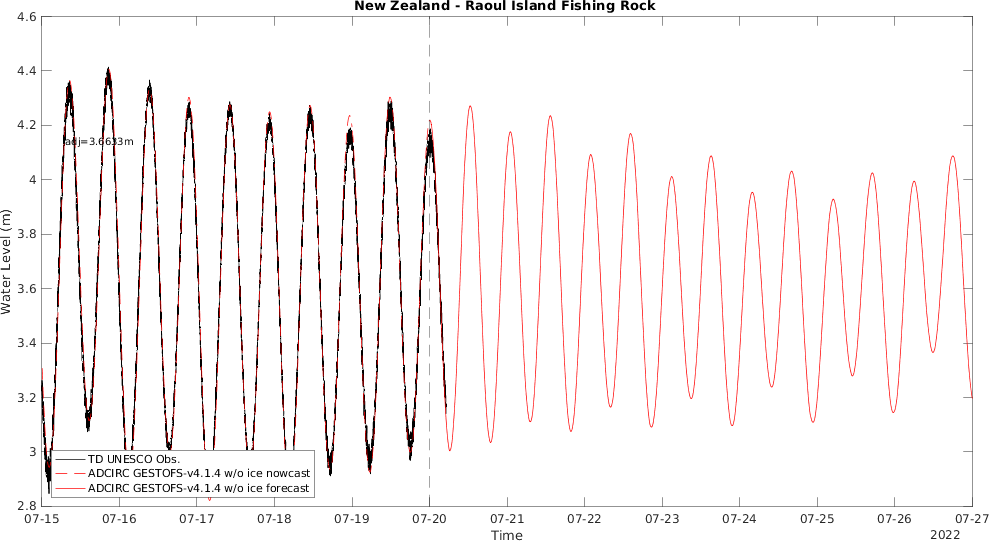 New Zealand - Raoul Island Fishing Rock
4.6
4.4
4.2
4
3.8
3.6
3.4
3.2
3
2.8
Water Level (m)
adj=3.6633m
TD UNESCO Obs.
ADCIRC GESTOFS-v4.1.4 w/o ice nowcast
ADCIRC GESTOFS-v4.1.4 w/o ice forecast
07-15 07-16 07-17 07-18 07-19 07-20 07-21 07-22 07-23 07-24 07-25 07-26 07-27
Time
2022